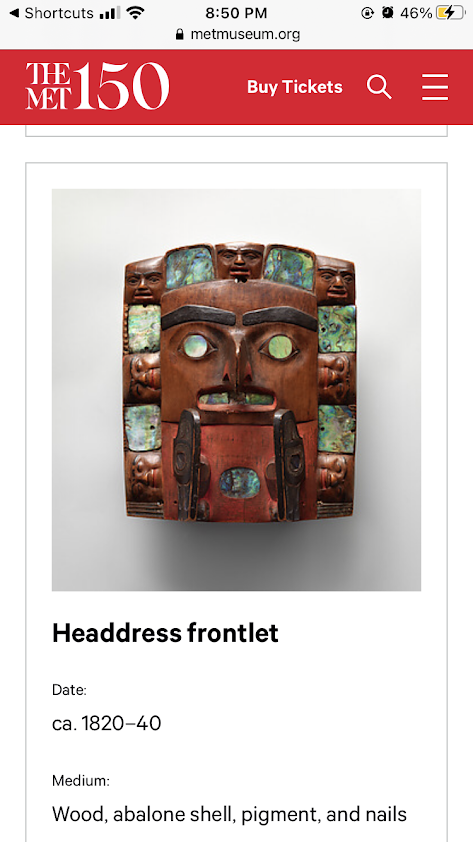 Shortcuts 8:50 PM 46%
metmuseum.org
THE MET 150 Buy Tickets
Headdress frontlet
Date:
ca. 1820–40
Medium:
Wood, abalone shell, pigment, and nails